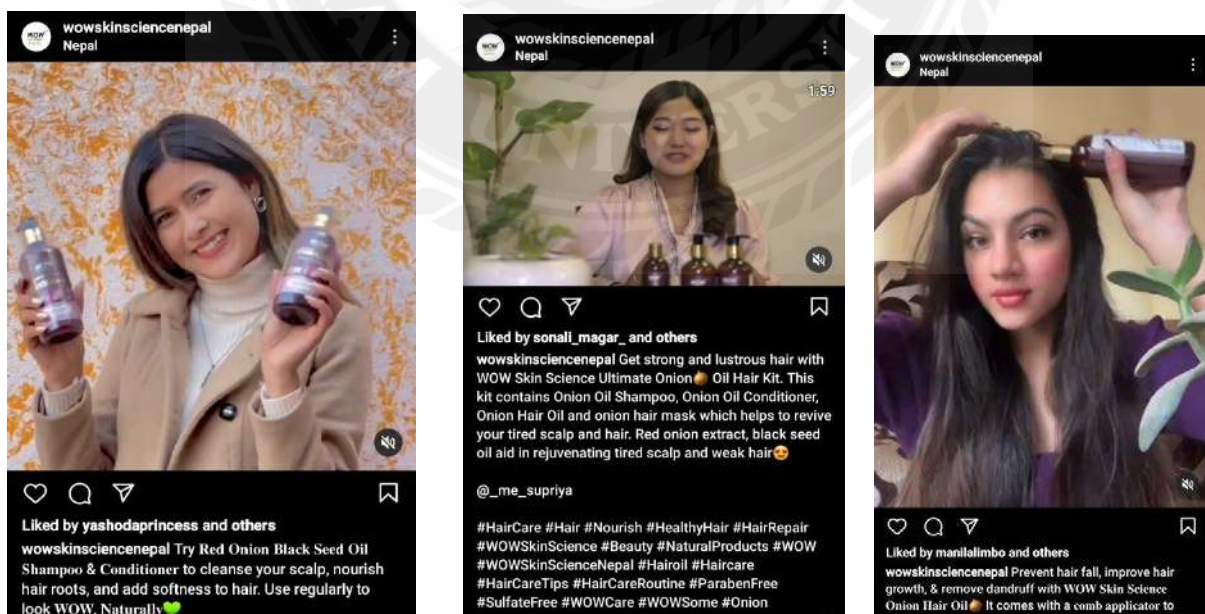 wowskinsciencenepal
Nepal
Liked by yashodaprincess and others
wowskinsciencenepal Try Red Onion Black Seed Oil
Shampoo & Conditioner to cleanse your scalp, nourish
hair roots, and add softness to hair. Use regularly to
look WOW, Naturally💚
wowskinsciencenepal
Nepal
1:59
Liked by sonali_magar_ and others
wowskinsciencenepal Get strong and lustrous hair with
WOW Skin Science Ultimate Onion🧅 Oil Hair Kit. This
kit contains Onion Oil Shampoo, Onion Oil Conditioner,
Onion Hair Oil and onion hair mask which helps to revive
your tired scalp and hair. Red onion extract, black seed
oil aid in rejuvenating tired scalp and weak hair🤩
@_me_supriya
#HairCare #Hair #Nourish #HealthyHair #HairRepair
#WOWSkinScience #Beauty #NaturalProducts #WOW
#WOWSkinScienceNepal #Hairoil #Haircare
#HairCareTips #HairCareRoutine #ParabenFree
#SulfateFree #WOWCare #WOWSome #Onion
wowskinsciencenepal
Nepal
Liked by manilalimbo and others
wowskinsciencenepal Prevent hair fall, improve hair
growth, & remove dandruff with WOW Skin Science
Onion Hair Oil🧅 It comes with a comb applicator to